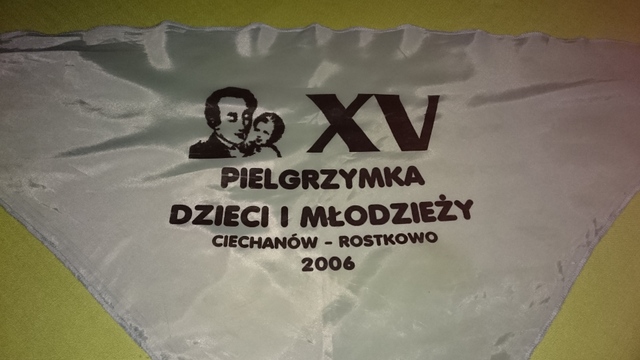 XV
PIELGRZYMKA
DZIECI I MŁODZIEŻY
CIECHANÓW - ROSTKOWO
2006